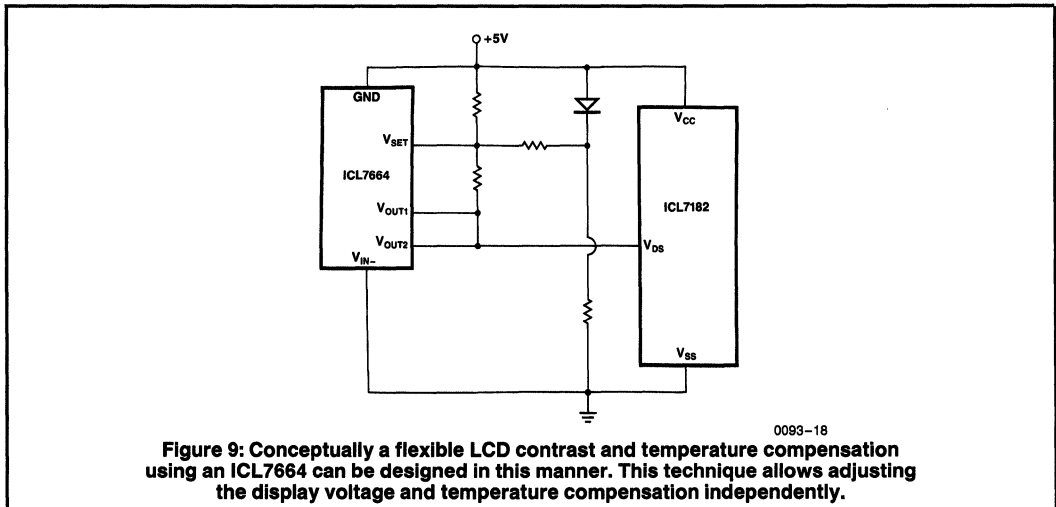 +5V
GND
VSET
ICL7664
VOUT1
VOUT2
VIN−
VCC
ICL7182
VDS
VSS
0093–18
Figure 9: Conceptually a flexible LCD contrast and temperature compensation
using an ICL7664 can be designed in this manner. This technique allows adjusting
the display voltage and temperature compensation independently.